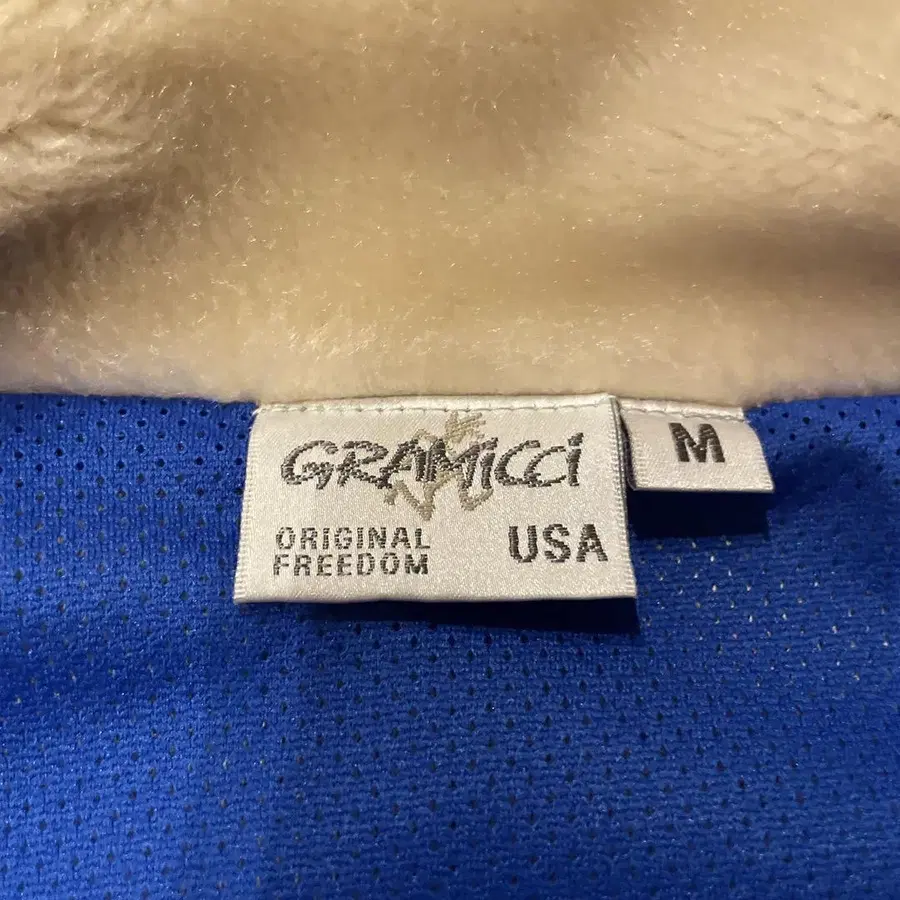 GRAMiCCi
ORIGINAL
FREEDOM
USA
M